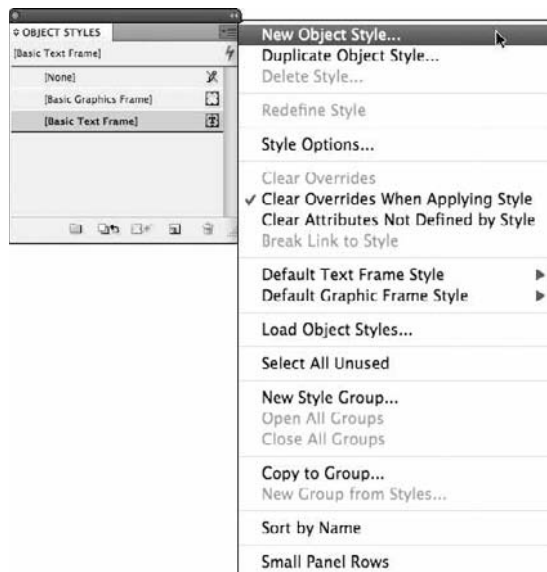 OBJECT STYLES
[Basic Text Frame]
[None]
[Basic Graphics Frame]
[Basic Text Frame]
New Object Style...
Duplicate Object Style...
Delete Style...
Redefine Style
Style Options...
Clear Overrides
Clear Overrides When Applying Style
Clear Attributes Not Defined by Style
Break Link to Style
Default Text Frame Style
Default Graphic Frame Style
Load Object Styles...
Select All Unused
New Style Group...
Open All Groups
Close All Groups
Copy to Group...
New Group from Styles...
Sort by Name
Small Panel Rows